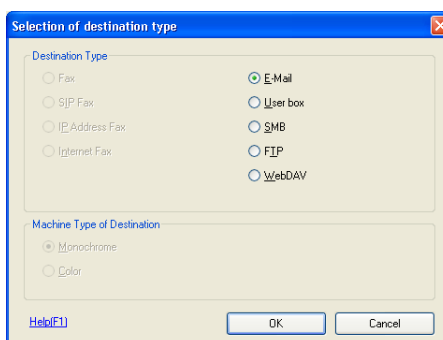 Selection of destination type
Destination Type
Fax
E-Mail
SIP Fax
User box
IP Address Fax
SMB
Internet Fax
FTP
WebDAV
Machine Type of Destination
Monochrome
Color
Help(F1)
OK
Cancel